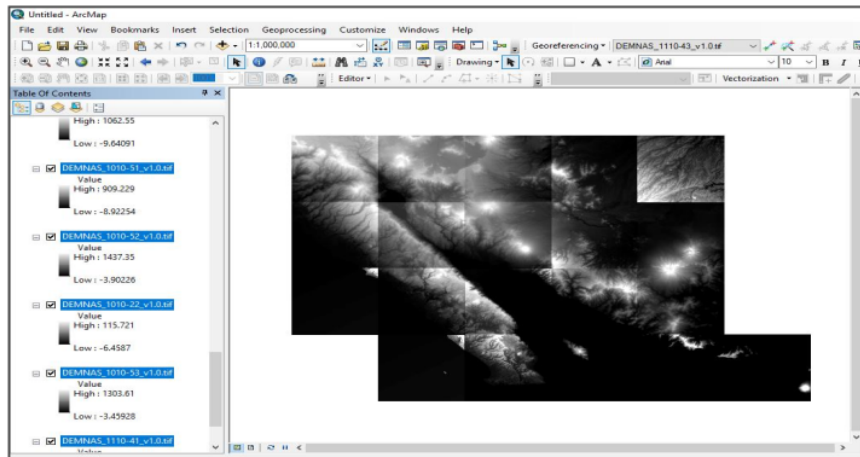 Untitled - ArcMap
File Edit View Bookmarks Insert Selection Geoprocessing Customize Windows Help
1:1,000,000 Georeferencing DEMNAS_1110-43_v1.0.tif
Drawing A Arial 10 B I
Editor Vectorization
Table Of Contents
High : 1062.55
Low : -9.64091
DEMNAS_1010-51_v1.0.tif
Value
High : 909.229
Low : -8.92254
DEMNAS_1010-52_v1.0.tif
Value
High : 1437.35
Low : -3.90226
DEMNAS_1010-22_v1.0.tif
Value
High : 115.721
Low : -6.4587
DEMNAS_1010-53_v1.0.tif
Value
High : 1303.61
Low : -3.45928
DEMNAS_1110-41_v1.0.tif
Value